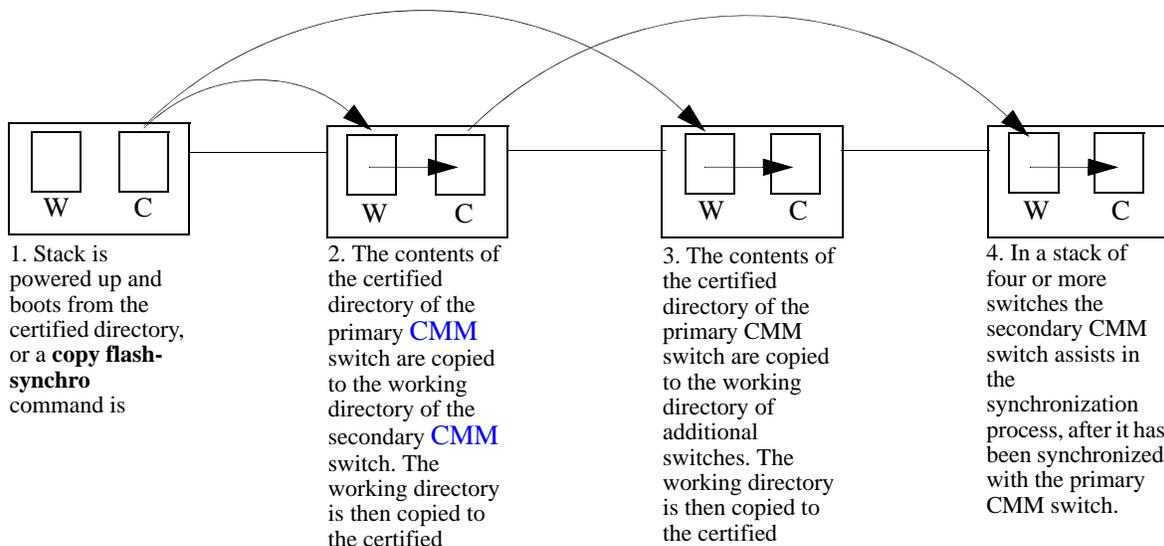 W C
W C
W C
W C
1. Stack is
powered up and
boots from the
certified directory,
or a copy flash-
synchro
command is
2. The contents of
the certified
directory of the
primary CMM
switch are copied
to the working
directory of the
secondary CMM
switch. The
working directory
is then copied to
the certified
3. The contents of
the certified
directory of the
primary CMM
switch are copied
to the working
directory of
additional
switches. The
working directory
is then copied to
the certified
4. In a stack of
four or more
switches the
secondary CMM
switch assists in
the
synchronization
process, after it has
been synchronized
with the primary
CMM switch.